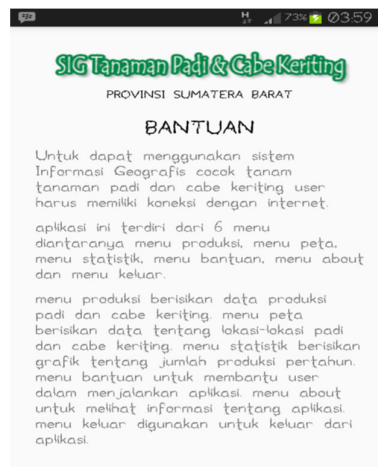 73% 03:59
SIG Tanaman Padi & Cabe Keriting
PROVINSI SUMATERA BARAT
BANTUAN
Untuk dapat menggunakan sistem
Informasi Geografis cocok tanam
tanaman padi dan cabe keriting user
harus memiliki koneksi dengan internet.
aplikasi ini terdiri dari 6 menu
diantaranya menu produksi, menu peta,
menu statistik, menu bantuan, menu about
dan menu keluar.
menu produksi berisikan data produksi
padi dan cabe keriting. menu peta
berisikan data tentang lokasi-lokasi padi
dan cabe keriting. menu statistik berisikan
grafik tentang jumlah produksi pertahun.
menu bantuan untuk membantu user
dalam menjalankan aplikasi. menu about
untuk melihat informasi tentang aplikasi.
menu keluar digunakan untuk keluar dari
aplikasi.